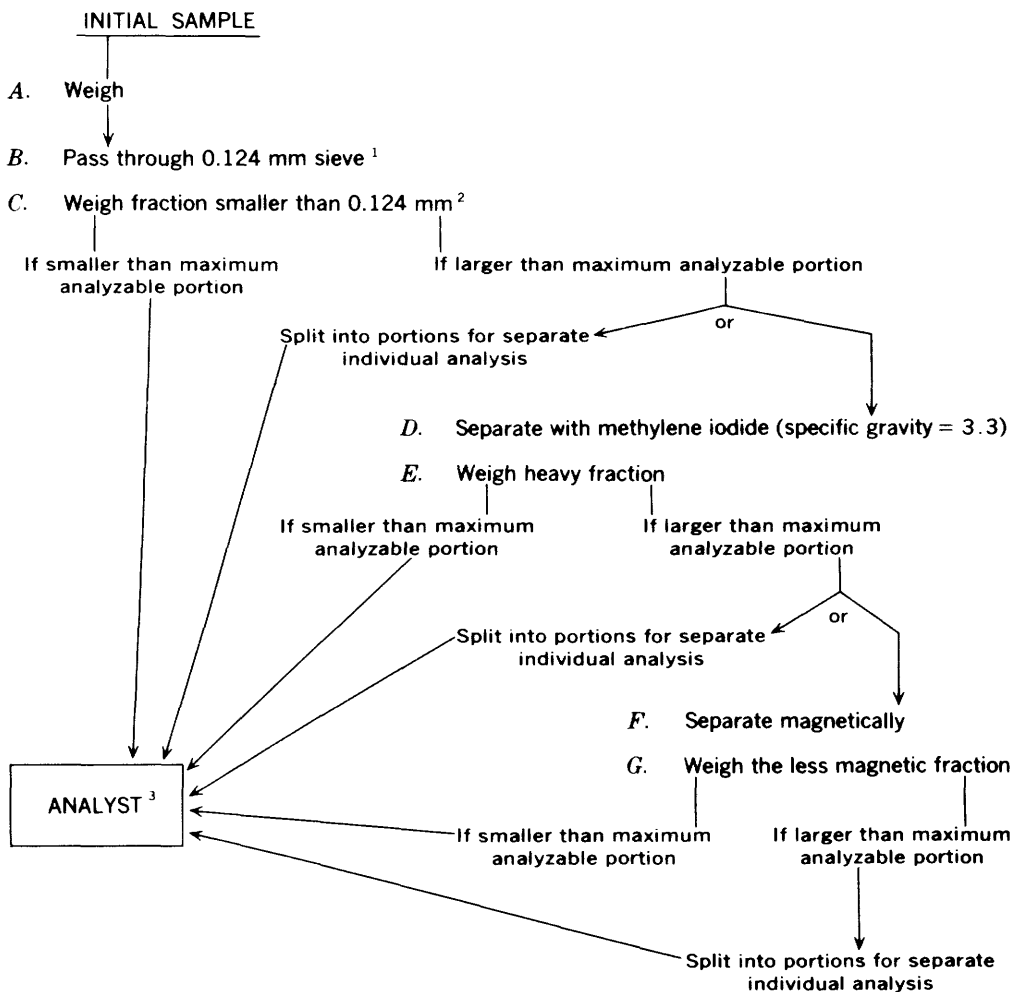 INITIAL SAMPLE
A. Weigh
B. Pass through 0.124 mm sieve 1
C. Weigh fraction smaller than 0.124 mm 2
If smaller than maximum
analyzable portion
If larger than maximum analyzable portion
or
Split into portions for separate
individual analysis
D. Separate with methylene iodide (specific gravity = 3.3)
E. Weigh heavy fraction
If smaller than maximum
analyzable portion
If larger than maximum
analyzable portion
or
Split into portions for separate
individual analysis
F. Separate magnetically
G. Weigh the less magnetic fraction
ANALYST 3
If smaller than maximum
analyzable portion
If larger than maximum
analyzable portion
Split into portions for separate
individual analysis